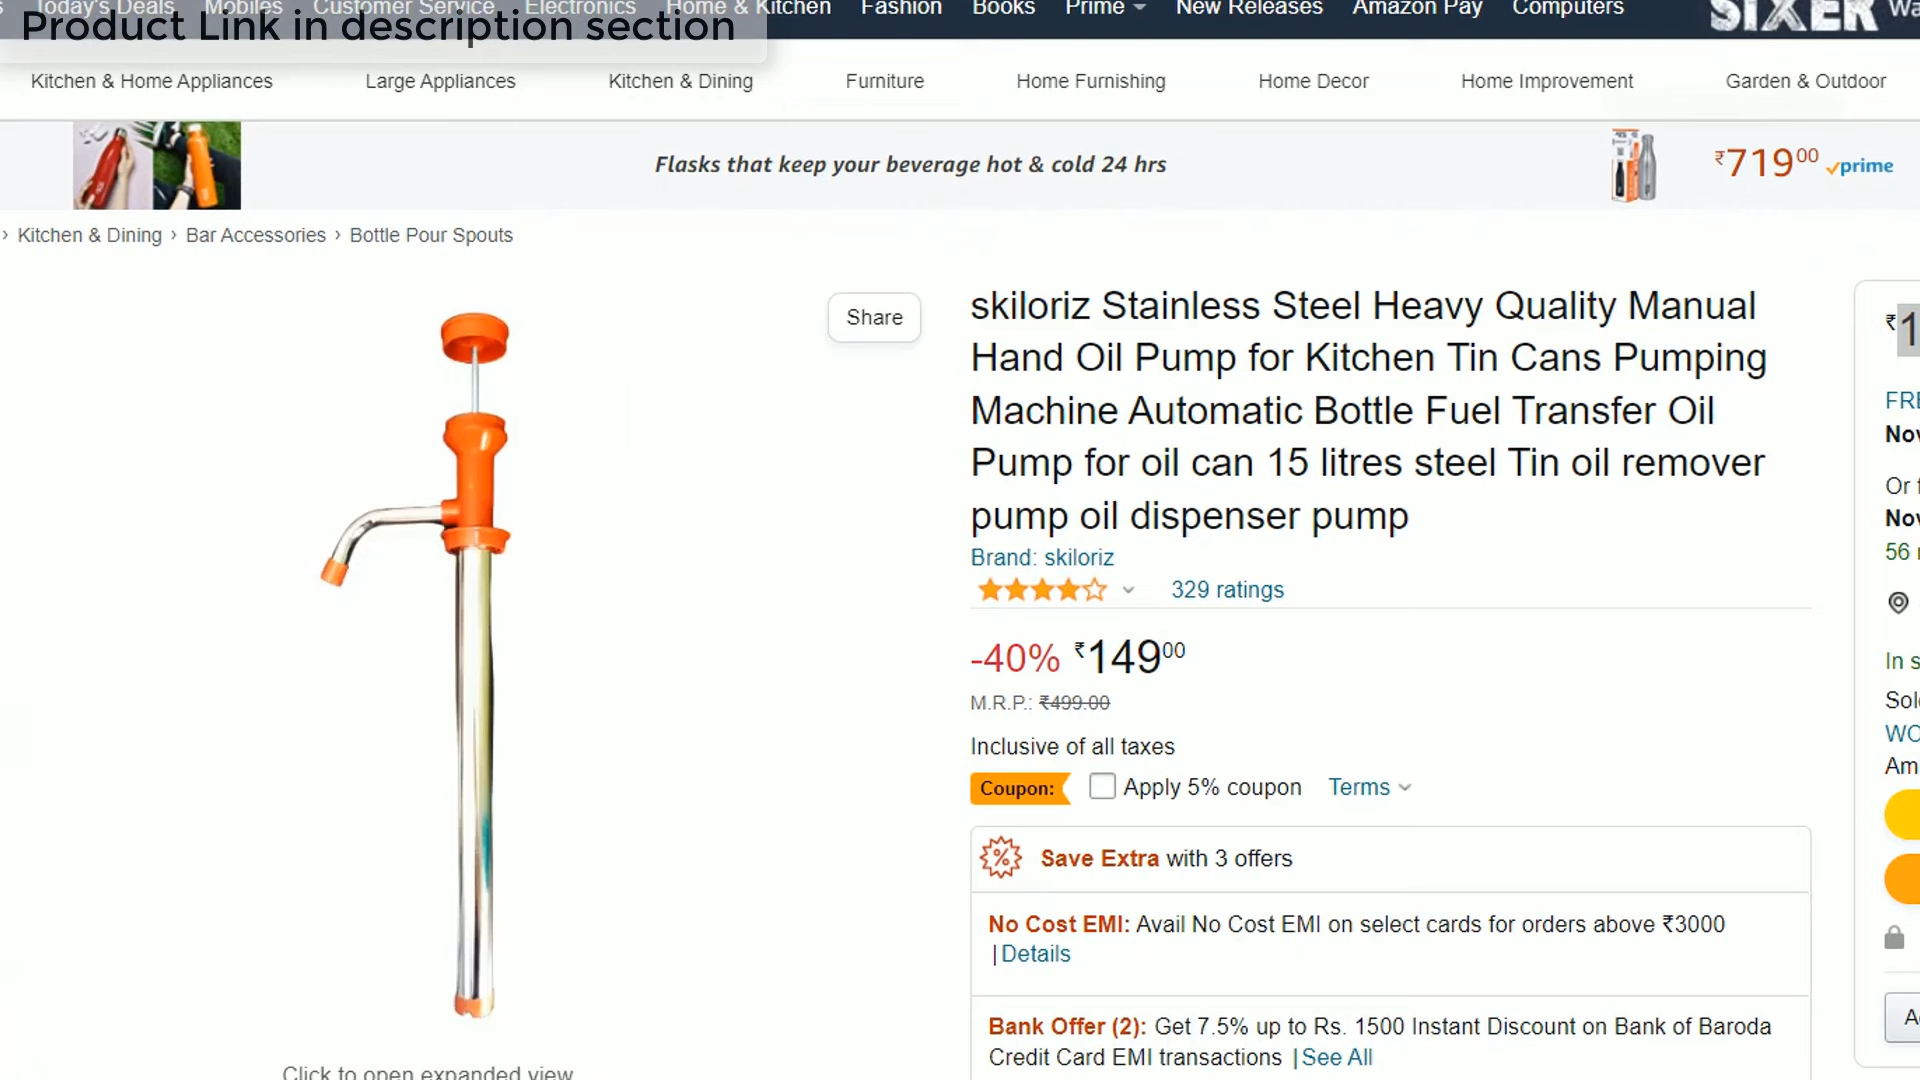 Today's Deals Mobiles Customer Service Electronics Home & Kitchen Fashion Books Prime New Releases Amazon Pay Computers SIXER
Product Link in description section
Kitchen & Home Appliances Large Appliances Kitchen & Dining Furniture Home Furnishing Home Decor Home Improvement Garden & Outdoor
Flasks that keep your beverage hot & cold 24 hrs ₹719⁰⁰ prime
› Kitchen & Dining › Bar Accessories › Bottle Pour Spouts
Share
skiloriz Stainless Steel Heavy Quality Manual
Hand Oil Pump for Kitchen Tin Cans Pumping
Machine Automatic Bottle Fuel Transfer Oil
Pump for oil can 15 litres steel Tin oil remover
pump oil dispenser pump
Brand: skiloriz
329 ratings
-40% ₹149⁰⁰
M.R.P.: ₹499.00
Inclusive of all taxes
Coupon: Apply 5% coupon Terms
Save Extra with 3 offers
No Cost EMI: Avail No Cost EMI on select cards for orders above ₹3000
| Details
Bank Offer (2): Get 7.5% up to Rs. 1500 Instant Discount on Bank of Baroda
Credit Card EMI transactions | See All
Click to open expanded view
₹1
Or
56
In